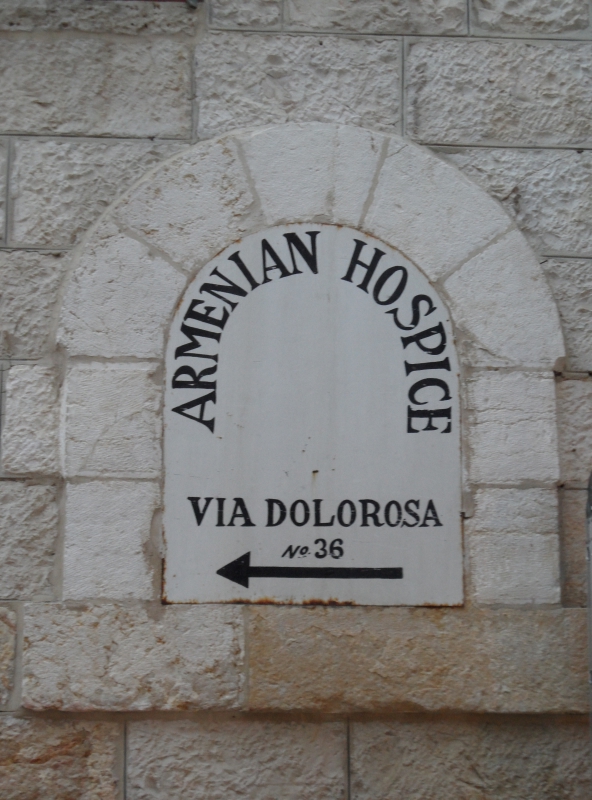 ARMENIAN HOSPICE
VIA DOLOROSA
No. 36